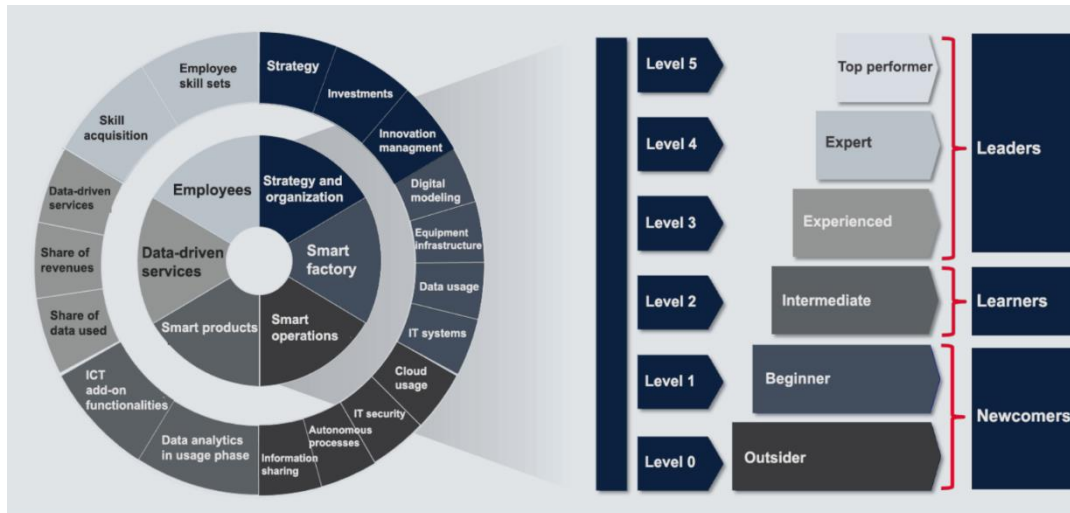 Employee
skill sets
Strategy
Investments
Innovation
managment
Digital
modeling
Equipment
infrastructure
Data usage
IT systems
Cloud
usage
IT security
Autonomous
processes
Information
sharing
Data analytics
in usage phase
ICT
add-on
functionalities
Share of
data used
Share of
revenues
Data-driven
services
Skill
acquisition
Employees
Strategy and
organization
Smart
factory
Smart
operations
Smart products
Data-driven
services
Level 5
Top performer
Level 4
Expert
Level 3
Experienced
Leaders
Level 2
Intermediate
Learners
Level 1
Beginner
Level 0
Outsider
Newcomers